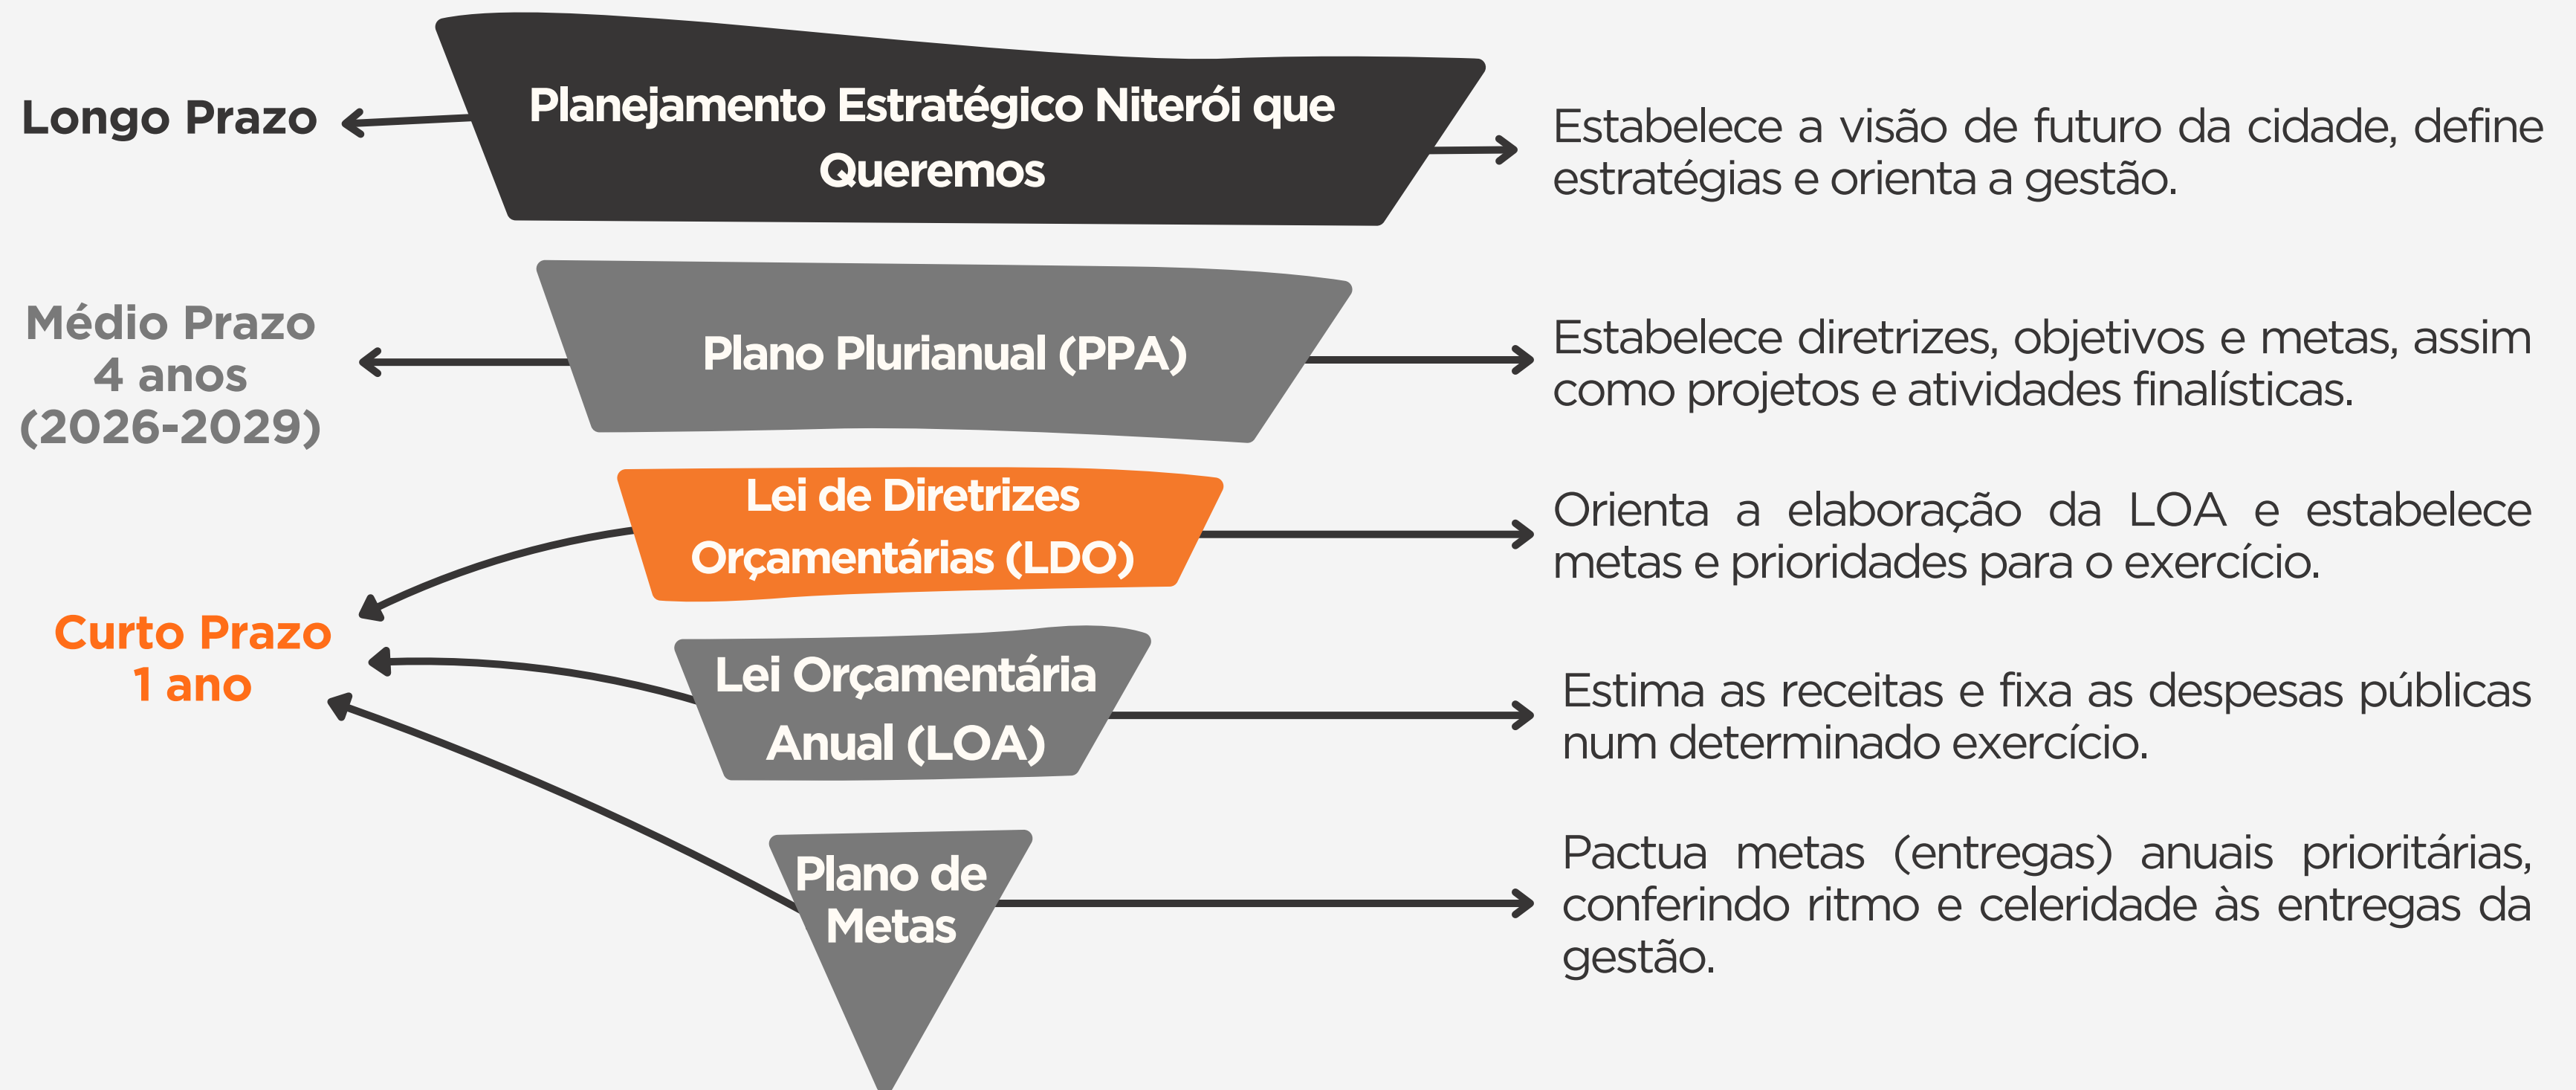 Longo Prazo
Planejamento Estratégico Niterói que
Queremos
Estabelece a visão de futuro da cidade, define
estratégias e orienta a gestão.
Médio Prazo
4 anos
(2026-2029)
Plano Plurianual (PPA)
Estabelece diretrizes, objetivos e metas, assim
como projetos e atividades finalísticas.
Lei de Diretrizes
Orçamentárias (LDO)
Orienta a elaboração da LOA e estabelece
metas e prioridades para o exercício.
Curto Prazo
1 ano
Lei Orçamentária
Anual (LOA)
Estima as receitas e fixa as despesas públicas
num determinado exercício.
Plano de
Metas
Pactua metas (entregas) anuais prioritárias,
conferindo ritmo e celeridade às entregas da
gestão.